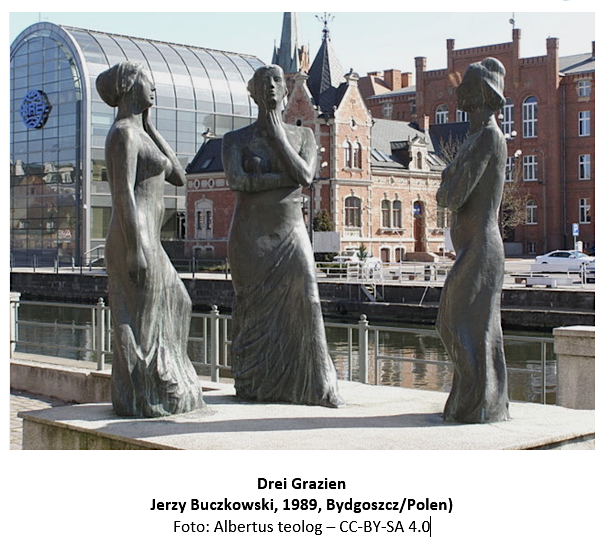 Drei Grazien
Jerzy Buczkowski, 1989, Bydgoszcz/Polen)
Foto: Albertus teolog – CC-BY-SA 4.0